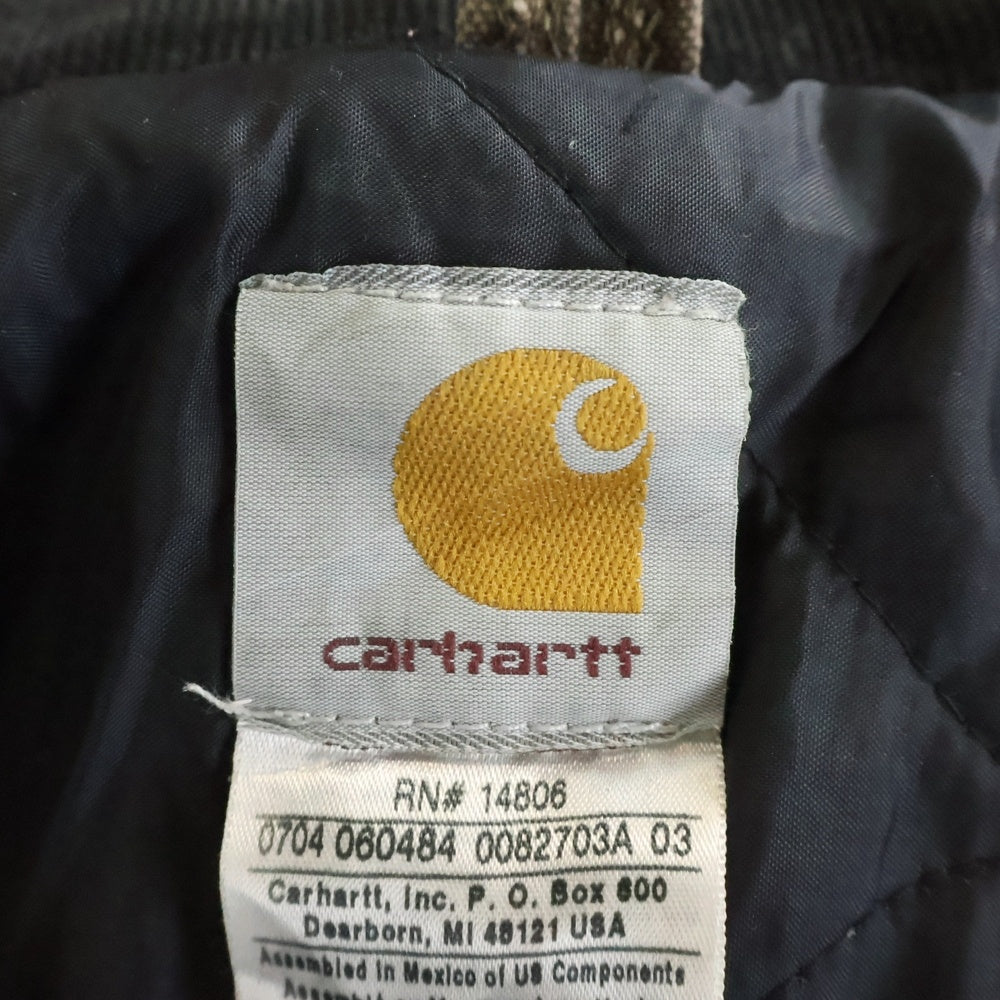 carhartt
RN# 14806
0704 060484 0082703A 03
Carhartt, Inc. P. O. Box 600
Dearborn, MI 48121 USA
Assembled in Mexico of US Components